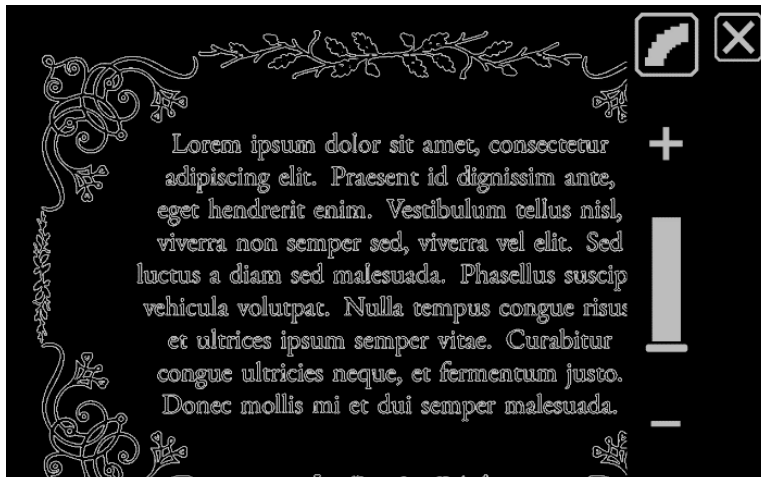 Lorem ipsum dolor sit amet, consectetur
adipiscing elit. Praesent id dignissim ante,
eget hendrerit enim. Vestibulum tellus nisl,
viverra non semper sed, viverra vel elit. Sed
luctus a diam sed malesuada. Phasellus suscip
vehicula volutpat. Nulla tempus congue risus
et ultrices ipsum semper vitae. Curabitur
congue ultricies neque, et fermentum justo.
Donec mollis mi et dui semper malesuada.